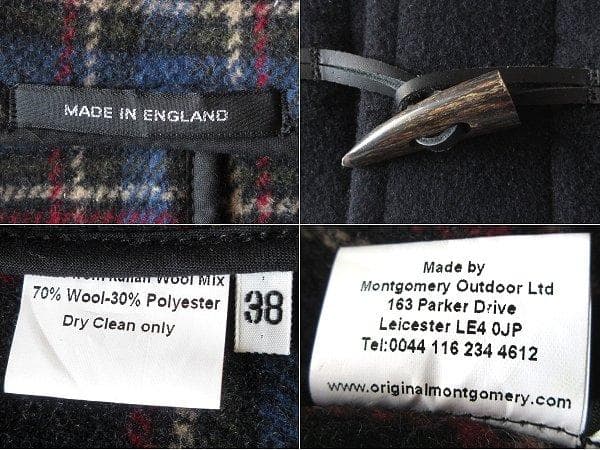 MADE IN ENGLAND
from Italian Wool Mix
70% Wool-30% Polyester
Dry Clean only
38
Made by
Montgomery Outdoor Ltd
163 Parker Drive
Leicester LE4 0JP
Tel:0044 116 234 4612
www.originalmontgomery.com